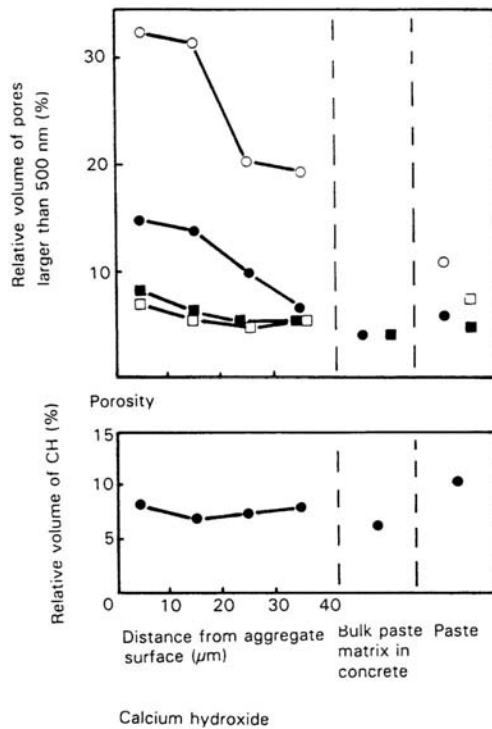 Relative volume of pores
larger than 500 nm (%)
30
20
10
Porosity
Relative volume of CH (%)
15
10
5
0 10 20 30 40
Distance from aggregate
surface (μm)
Bulk paste
matrix in
concrete
Paste
Calcium hydroxide